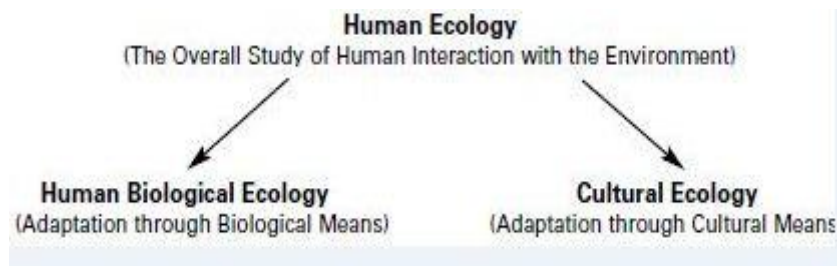 Human Ecology
(The Overall Study of Human Interaction with the Environment)
Human Biological Ecology
Cultural Ecology
(Adaptation through Biological Means)
(Adaptation through Cultural Means